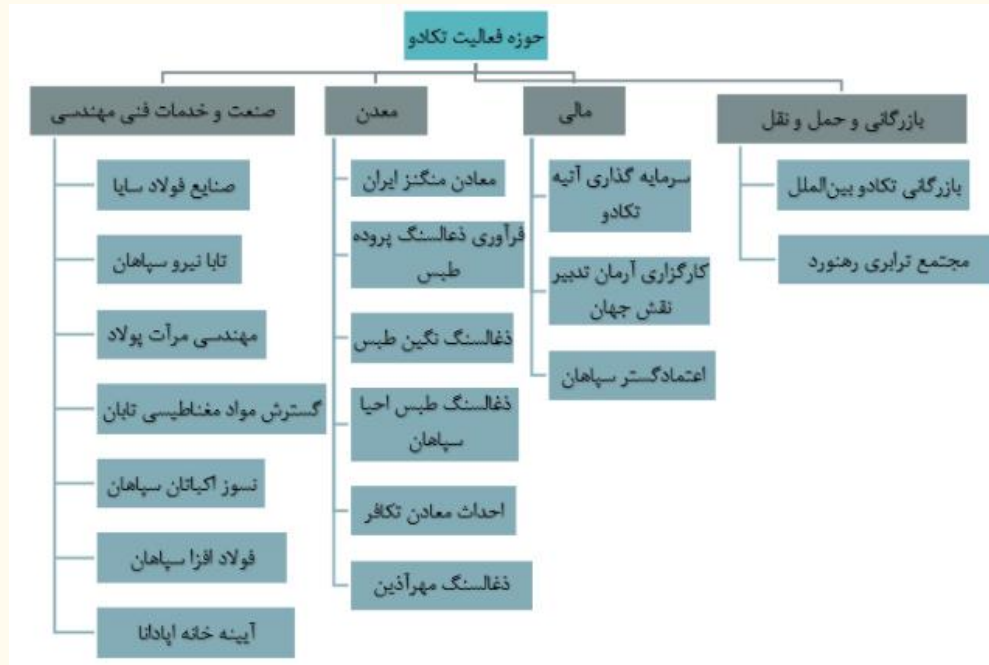 حوزه فعالیت تکادو
بازرگانی و حمل و نقل
بازرگانی تکادو بین‌الملل
مجتمع ترابری رهنورد
مالی
سرمایه گذاری آتیه
تکادو
کارگزاری آرمان تدبیر
نقش جهان
اعتمادگستر سپاهان
معدن
معادن منگنز ایران
فرآوری ذغالسنگ پروده
طبس
ذغالسنگ نگین طبس
ذغالسنگ طبس احیا
سپاهان
احداث معادن تکافر
ذغالسنگ مهرآذین
صنعت و خدمات فنی مهندسی
صنایع فولاد سایا
تابا نیرو سپاهان
مهندسی مرآت پولاد
گسترش مواد مغناطیسی تابان
نسوز اکباتان سپاهان
فولاد افزا سپاهان
آیینه خانه اپادانا